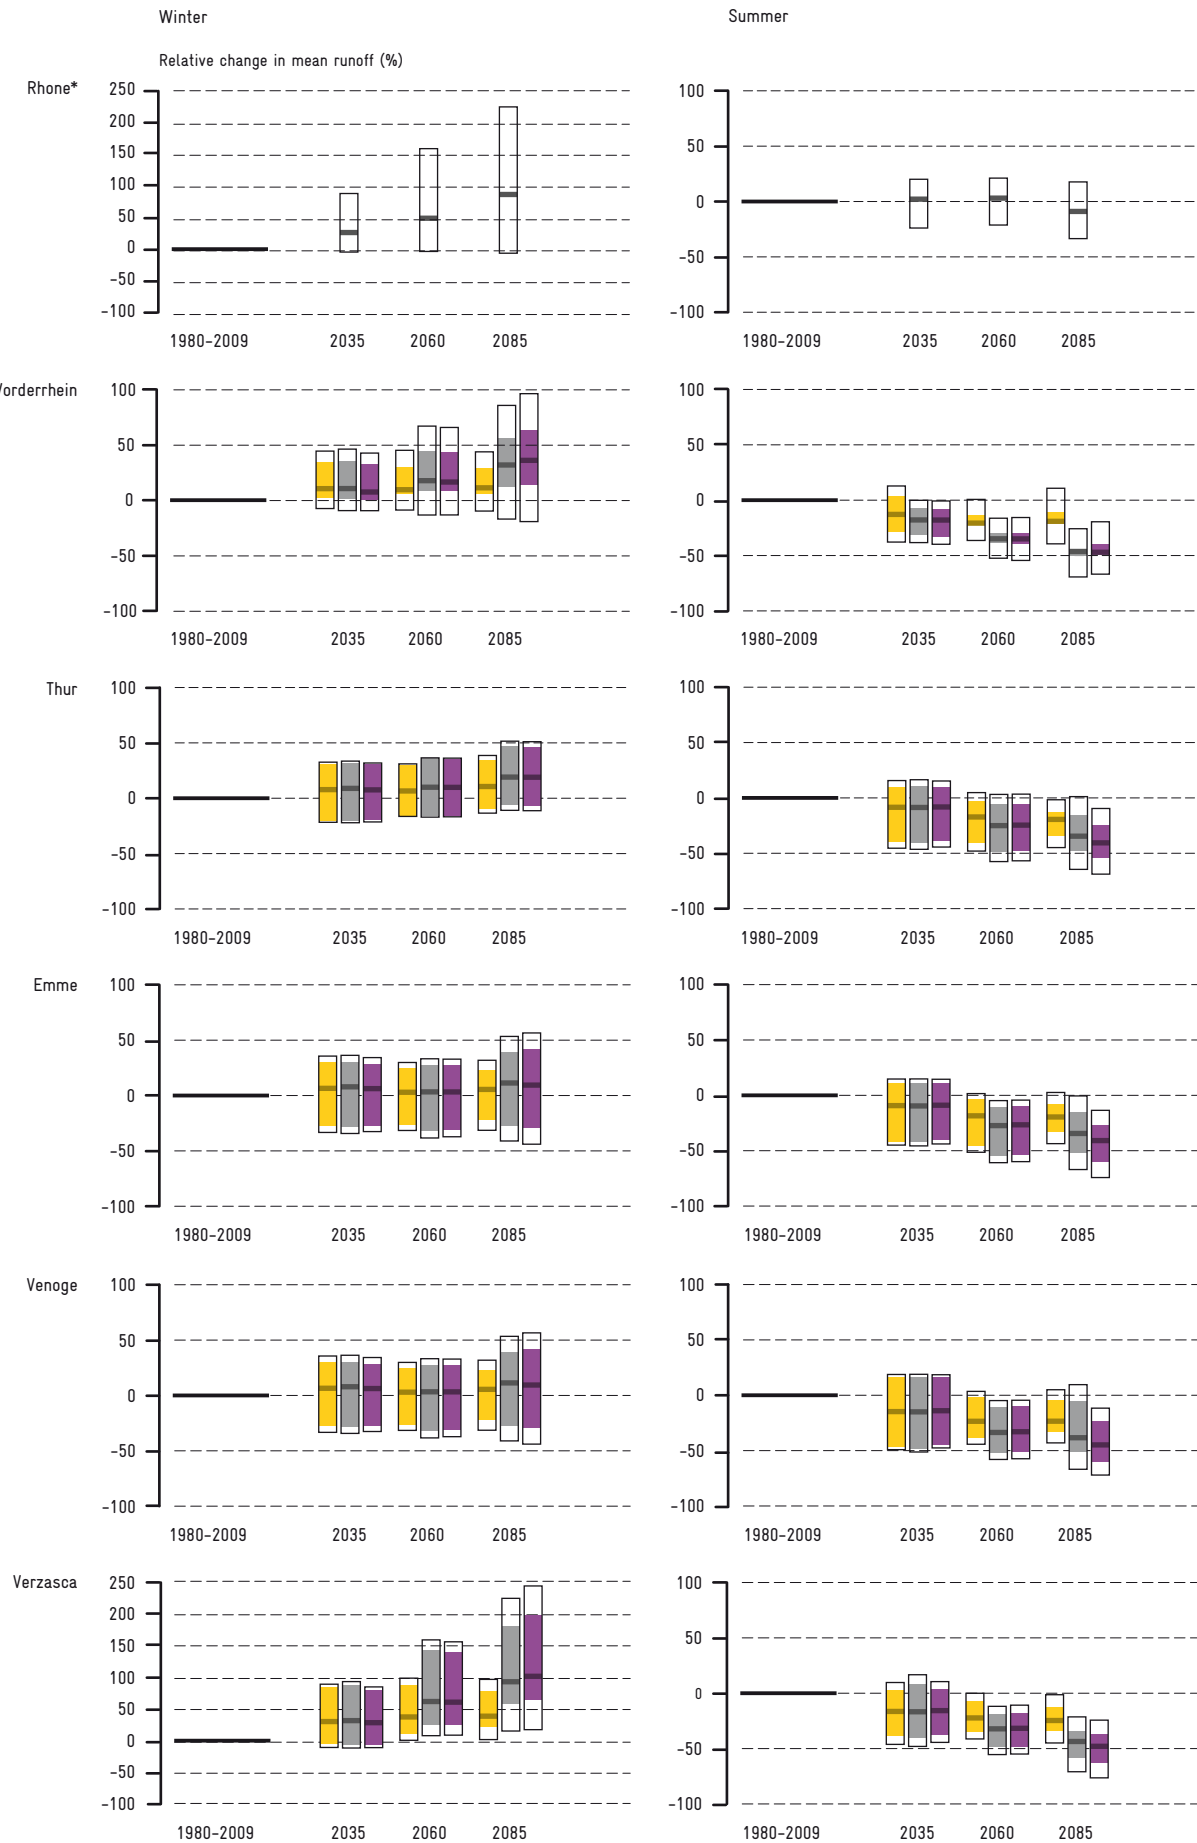 Winter Summer
Relative change in mean runoff (%)
Rhone* 250 100
200
150 50
100
50 0
0
-50 -50
-100 -100
1980-2009 2035 2060 2085 1980-2009 2035 2060 2085
Vorderrhein 100 100
50 50
0 0
-50 -50
-100 -100
1980-2009 2035 2060 2085 1980-2009 2035 2060 2085
Thur 100 100
50 50
0 0
-50 -50
-100 -100
1980-2009 2035 2060 2085 1980-2009 2035 2060 2085
Emme 100 100
50 50
0 0
-50 -50
-100 -100
1980-2009 2035 2060 2085 1980-2009 2035 2060 2085
Venoge 100 100
50 50
0 0
-50 -50
-100 -100
1980-2009 2035 2060 2085 1980-2009 2035 2060 2085
Verzasca 250 100
200
150 50
100
50 0
0
-50 -50
-100 -100
1980-2009 2035 2060 2085 1980-2009 2035 2060 2085